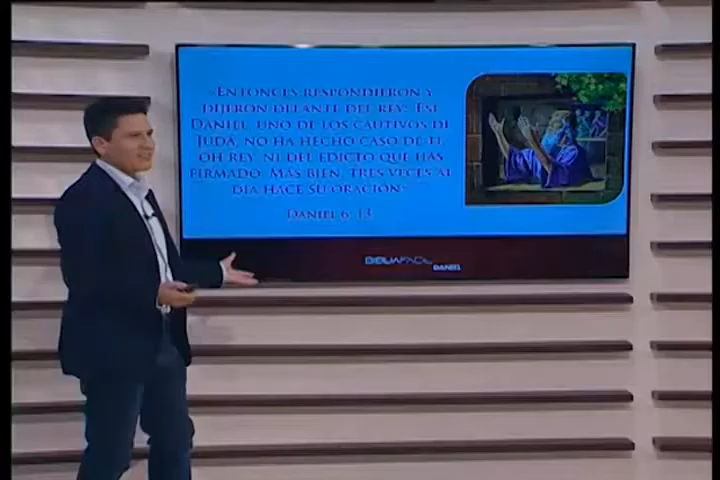 «Entonces respondieron y
dijeron delante del rey: Ese
Daniel, uno de los cautivos de
Judá, no ha hecho caso de ti,
oh rey, ni del edicto que has
firmado. Más bien, tres veces al
día hace su oración»
Daniel 6: 13
BIBLIAFACIL
DANIEL